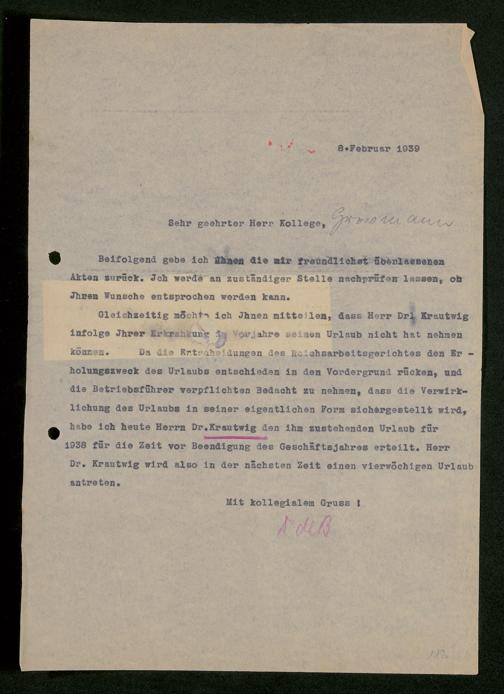 8.Februar 1939
Sehr geehrter Herr Kollege, Grosmann
Beifolgend gebe ich Ihnen die mir freundlichst überlassenen
Akten zurück. Jch werde an zuständiger Stelle nachprüfen lassen, ob
Jhrem Wunsche entsprochen werden kann.
Gleichzeitig möchte ich Jhnen mitteilen, dass Herr Dr. Krautwig
infolge Jhrer Erkrankung im Vorjahre seinen Urlaub nicht hat nehmen
können. Da die Entscheidungen des Reichsarbeitsgerichtes den Er-
holungszweck des Urlaubs entschieden in den Vordergrund rücken, und
die Betriebsführer verpflichten Bedacht zu nehmen, dass die Verwirk-
lichung des Urlaubs in seiner eigentlichen Form sichergestellt wird,
habe ich heute Herrn Dr.Krautwig den ihm zustehenden Urlaub für
1938 für die Zeit vor Beendigung des Geschäftsjahres erteilt. Herr
Dr. Krautwig wird also in der nächsten Zeit einen vierwöchigen Urlaub
antreten.
Mit kollegialem Gruss !